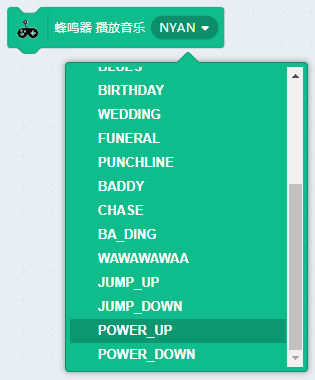 蜂鸣器 播放音乐 NYAN
BLUES
BIRTHDAY
WEDDING
FUNERAL
PUNCHLINE
BADDY
CHASE
BA_DING
WAWAWAWAA
JUMP_UP
JUMP_DOWN
POWER_UP
POWER_DOWN